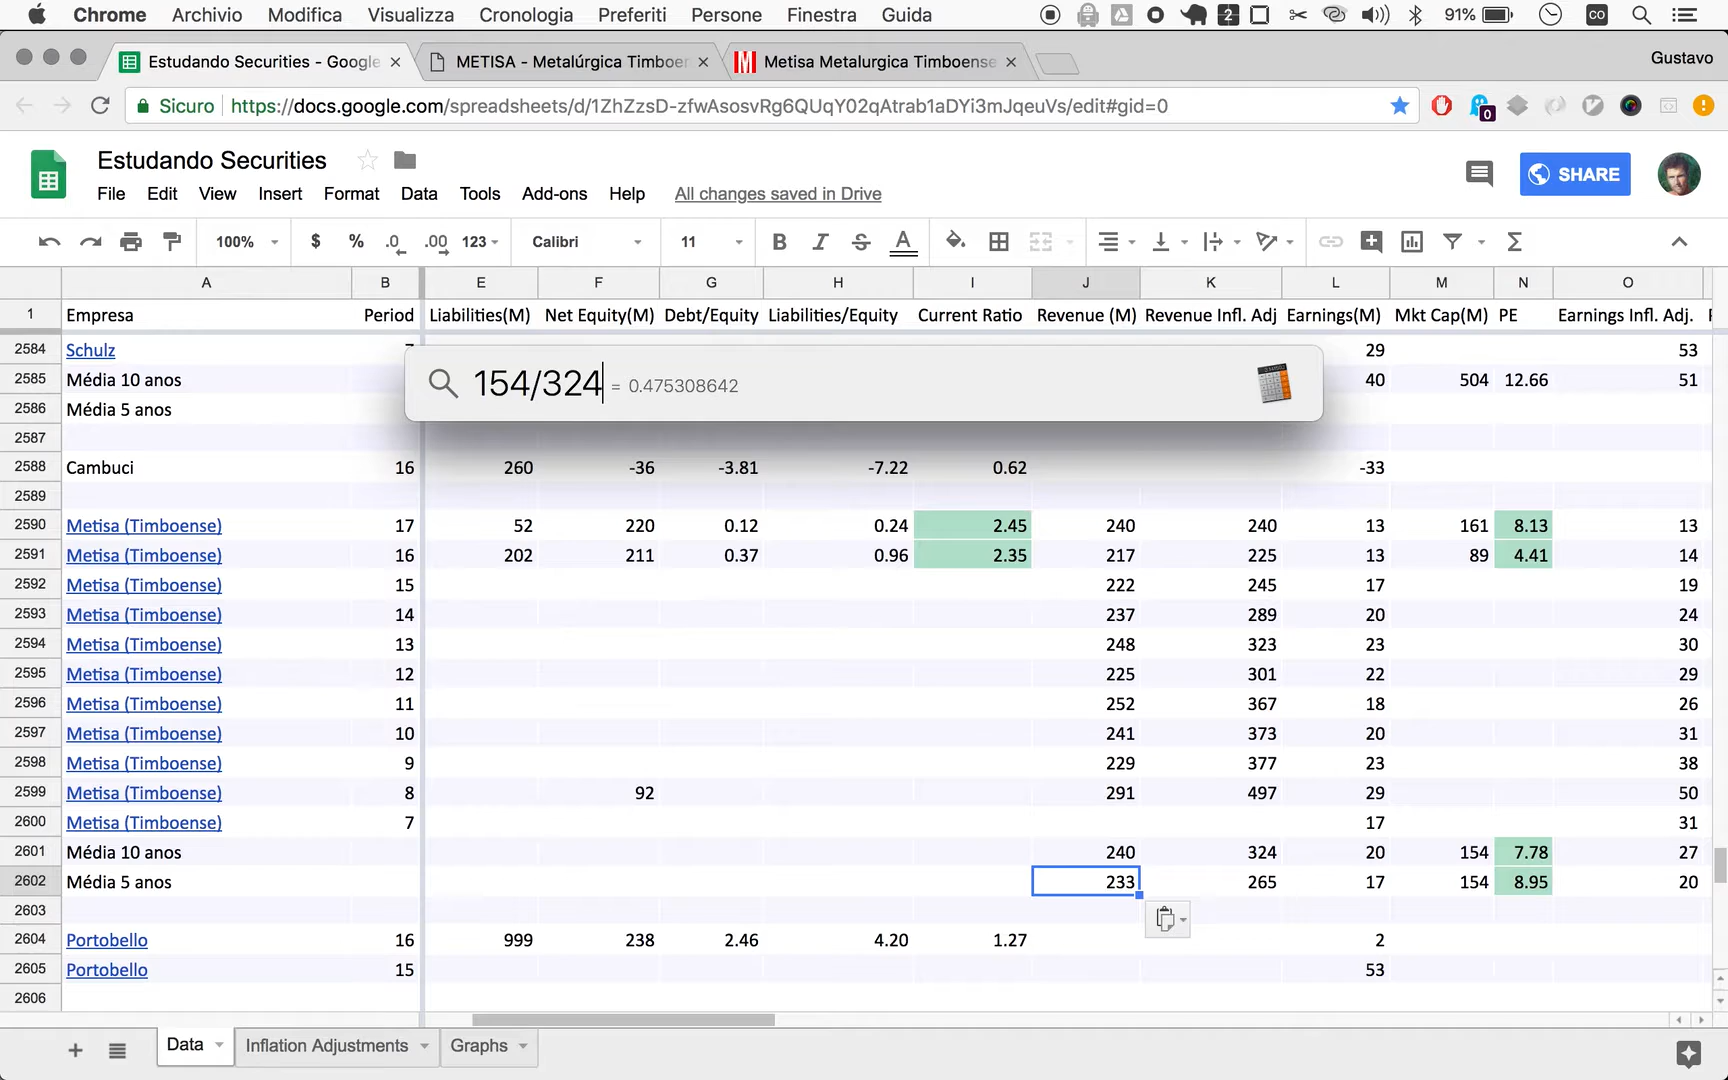 Chrome Archivio Modifica Visualizza Cronologia Preferiti Persone Finestra Guida 2 91% CO
Estudando Securities - Google METISA - Metalúrgica Timboen Metisa Metalurgica Timboense Gustavo
Sicuro https://docs.google.com/spreadsheets/d/1ZhZzsD-zfwAsosvRg6QUqY02qAtrab1aDYi3mJqeuVs/edit#gid=0 0
Estudando Securities
SHARE
File Edit View Insert Format Data Tools Add-ons Help All changes saved in Drive
100% $ % .0 .00 123 Calibri 11 B I S A Σ
A B E F G H I J K L M N O
1 Empresa Period Liabilities(M) Net Equity(M) Debt/Equity Liabilities/Equity Current Ratio Revenue (M) Revenue Infl. Adj Earnings(M) Mkt Cap(M) PE Earnings Infl. Adj.
2584 Schulz 29 53
154/324 = 0.475308642
2585 Média 10 anos 40 504 12.66 51
2586 Média 5 anos
2587
2588 Cambuci 16 260 -36 -3.81 -7.22 0.62 -33
2589
2590 Metisa (Timboense) 17 52 220 0.12 0.24 2.45 240 240 13 161 8.13 13
2591 Metisa (Timboense) 16 202 211 0.37 0.96 2.35 217 225 13 89 4.41 14
2592 Metisa (Timboense) 15 222 245 17 19
2593 Metisa (Timboense) 14 237 289 20 24
2594 Metisa (Timboense) 13 248 323 23 30
2595 Metisa (Timboense) 12 225 301 22 29
2596 Metisa (Timboense) 11 252 367 18 26
2597 Metisa (Timboense) 10 241 373 20 31
2598 Metisa (Timboense) 9 229 377 23 38
2599 Metisa (Timboense) 8 92 291 497 29 50
2600 Metisa (Timboense) 7 17 31
2601 Média 10 anos 240 324 20 154 7.78 27
2602 Média 5 anos 233 265 17 154 8.95 20
2603
2604 Portobello 16 999 238 2.46 4.20 1.27 2
2605 Portobello 15 53
2606
Data Inflation Adjustments Graphs